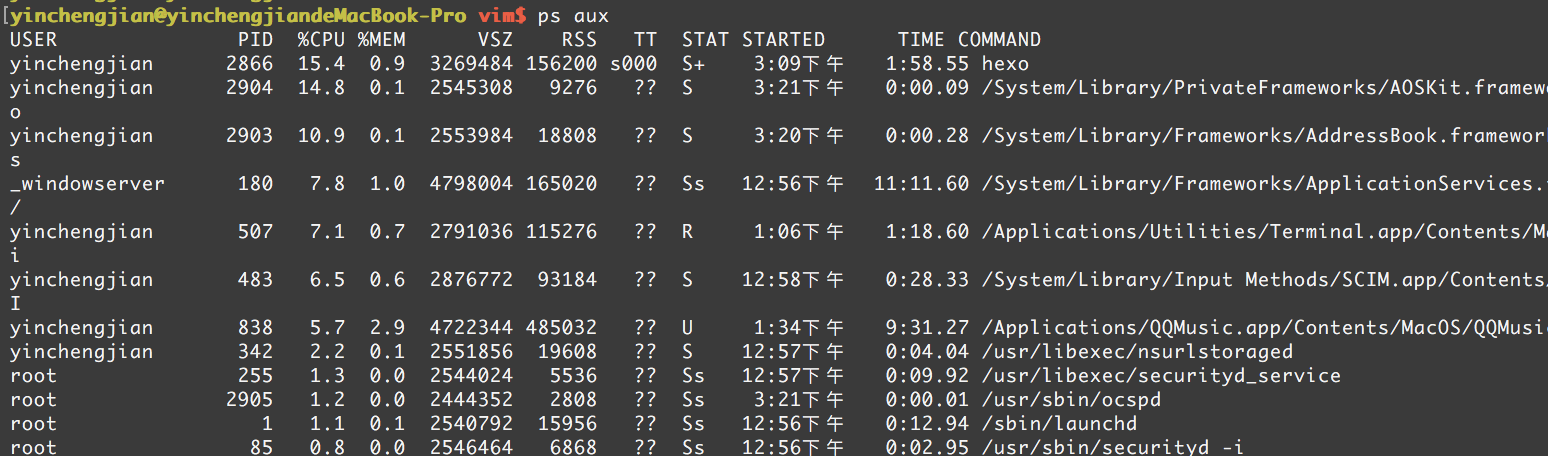 [yinchengjian@yinchengjiandeMacBook-Pro vim$ ps aux
USER PID %CPU %MEM VSZ RSS TT STAT STARTED TIME COMMAND
yinchengjian 2866 15.4 0.9 3269484 156200 s000 S+ 3:09下午 1:58.55 hexo
yinchengjian 2904 14.8 0.1 2545308 9276 ?? S 3:21下午 0:00.09 /System/Library/PrivateFrameworks/AOSKit.framew
o
yinchengjian 2903 10.9 0.1 2553984 18808 ?? S 3:20下午 0:00.28 /System/Library/Frameworks/AddressBook.framewor
s
_windowserver 180 7.8 1.0 4798004 165020 ?? Ss 12:56下午 11:11.60 /System/Library/Frameworks/ApplicationServices.
/
yinchengjian 507 7.1 0.7 2791036 115276 ?? R 1:06下午 1:18.60 /Applications/Utilities/Terminal.app/Contents/M
i
yinchengjian 483 6.5 0.6 2876772 93184 ?? S 12:58下午 0:28.33 /System/Library/Input Methods/SCIM.app/Contents/
I
yinchengjian 838 5.7 2.9 4722344 485032 ?? U 1:34下午 9:31.27 /Applications/QQMusic.app/Contents/MacOS/QQMusi
yinchengjian 342 2.2 0.1 2551856 19608 ?? S 12:57下午 0:04.04 /usr/libexec/nsurlstoraged
root 255 1.3 0.0 2544024 5536 ?? Ss 12:57下午 0:09.92 /usr/libexec/securityd_service
root 2905 1.2 0.0 2444352 2808 ?? Ss 3:21下午 0:00.01 /usr/sbin/ocspd
root 1 1.1 0.1 2540792 15956 ?? Ss 12:56下午 0:12.94 /sbin/launchd
root 85 0.8 0.0 2546464 6868 ?? Ss 12:56下午 0:02.95 /usr/sbin/securityd -i